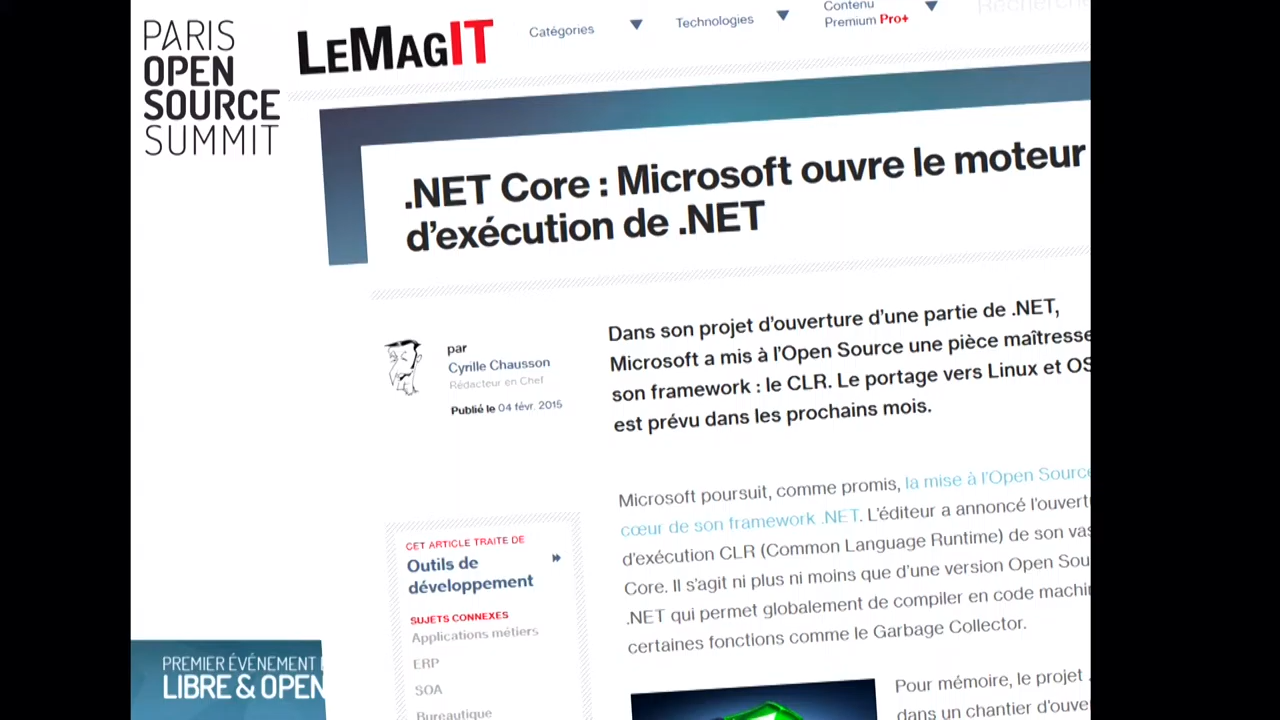 PARIS
OPEN
SOURCE
SUMMIT
LEMAGIT
Catégories
Technologies
Contenu
Premium Pro+
Recherche
.NET Core : Microsoft ouvre le moteur
d'exécution de .NET
par
Cyrille Chausson
Rédacteur en Chef
Publié le 04 févr. 2015
Dans son projet d'ouverture d'une partie de .NET,
Microsoft a mis à l'Open Source une pièce maîtresse
son framework : le CLR. Le portage vers Linux et OS
est prévu dans les prochains mois.
Microsoft poursuit, comme promis, la mise à l'Open Source
cœur de son framework .NET. L'éditeur a annoncé l'ouvert
d'exécution CLR (Common Language Runtime) de son vas
Core. Il s'agit ni plus ni moins que d'une version Open Sou
.NET qui permet globalement de compiler en code machi
certaines fonctions comme le Garbage Collector.
Pour mémoire, le projet .
dans un chantier d'ouve
CET ARTICLE TRAITE DE
Outils de
développement
SUJETS CONNEXES
Applications métiers
ERP
SOA
Bureautique
PREMIER ÉVÉNEMENT
LIBRE & OPEN